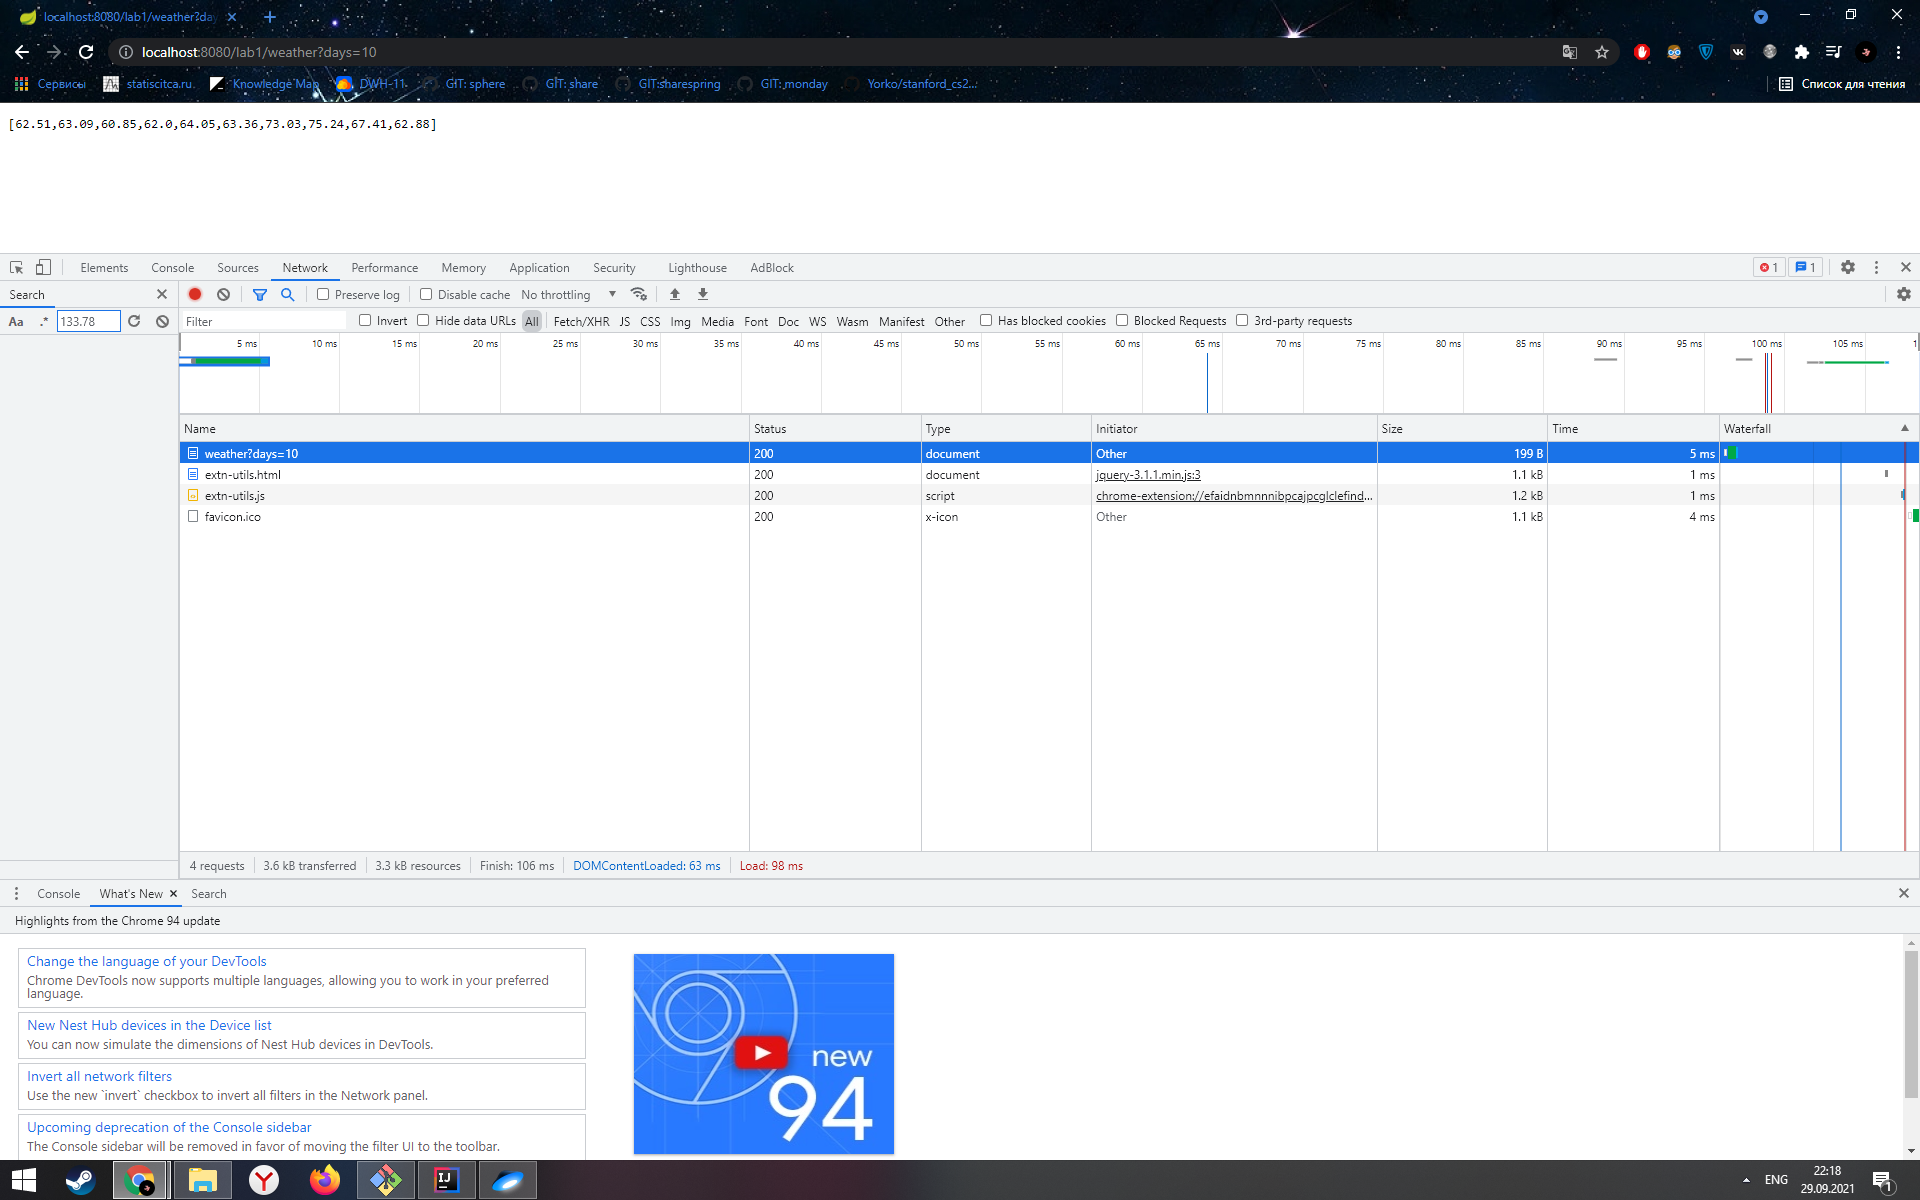 localhost:8080/lab1/weather?da
localhost:8080/lab1/weather?days=10
Сервисы statiscitca.ru. Knowledge Map DWH-11 GIT: sphere GIT: share GIT:sharespring GIT: monday Yorko/stanford_cs2... Список для чтения
[62.51,63.09,60.85,62.0,64.05,63.36,73.03,75.24,67.41,62.88]
Elements Console Sources Network Performance Memory Application Security Lighthouse AdBlock 1 1
Search Preserve log Disable cache No throttling
Aa .* 133.78 Filter Invert Hide data URLs All Fetch/XHR JS CSS Img Media Font Doc WS Wasm Manifest Other Has blocked cookies Blocked Requests 3rd-party requests
5 ms 10 ms 15 ms 20 ms 25 ms 30 ms 35 ms 40 ms 45 ms 50 ms 55 ms 60 ms 65 ms 70 ms 75 ms 80 ms 85 ms 90 ms 95 ms 100 ms 105 ms 1
Name Status Type Initiator Size Time Waterfall
weather?days=10 200 document Other 199 B 5 ms
extn-utils.html 200 document jquery-3.1.1.min.js:3 1.1 kB 1 ms
extn-utils.js 200 script chrome-extension://efaidnbmnnnibpcajpcglclefind... 1.2 kB 1 ms
favicon.ico 200 x-icon Other 1.1 kB 4 ms
4 requests 3.6 kB transferred 3.3 kB resources Finish: 106 ms DOMContentLoaded: 63 ms Load: 98 ms
Console What's New Search
Highlights from the Chrome 94 update
Change the language of your DevTools
Chrome DevTools now supports multiple languages, allowing you to work in your preferred
language.
New Nest Hub devices in the Device list
You can now simulate the dimensions of Nest Hub devices in DevTools.
Invert all network filters
Use the new `invert` checkbox to invert all filters in the Network panel.
Upcoming deprecation of the Console sidebar
The Console sidebar will be removed in favor of moving the filter UI to the toolbar.
new
94
ENG
22:18
29.09.2021
1